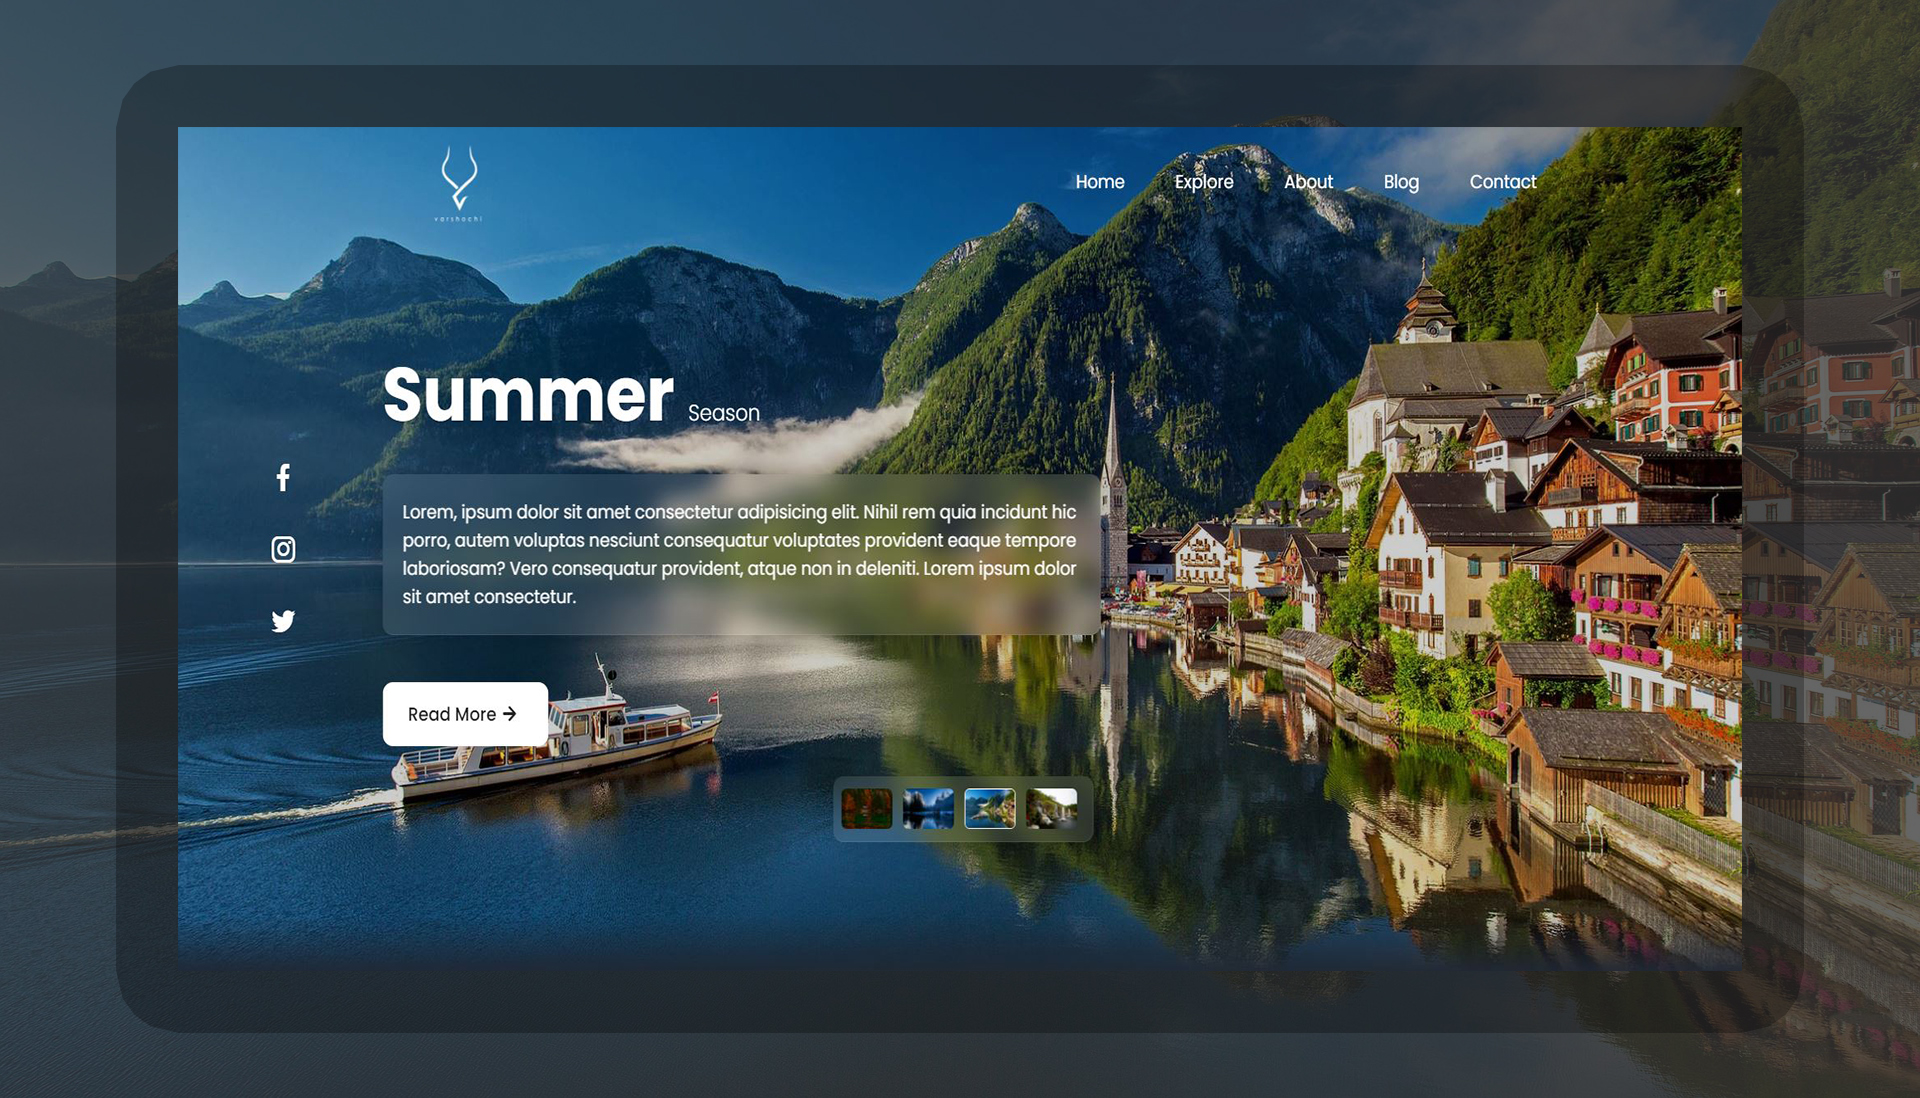 varshochi
Home Explore About Blog Contact
Summer Season
Lorem, ipsum dolor sit amet consectetur adipisicing elit. Nihil rem quia incidunt hic
porro, autem voluptas nesciunt consequatur voluptates provident eaque tempore
laboriosam? Vero consequatur provident, atque non in deleniti. Lorem ipsum dolor
sit amet consectetur.
Read More →